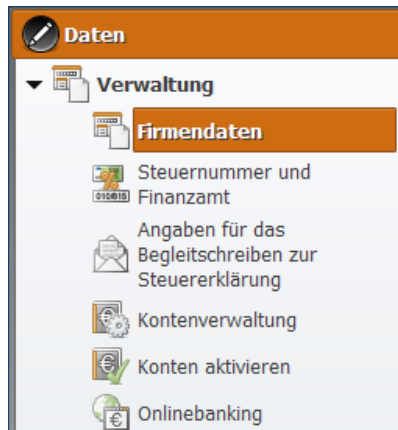 Daten
Verwaltung
Firmendaten
Steuernummer und
Finanzamt
Angaben für das
Begleitschreiben zur
Steuererklärung
Kontenverwaltung
Konten aktivieren
Onlinebanking